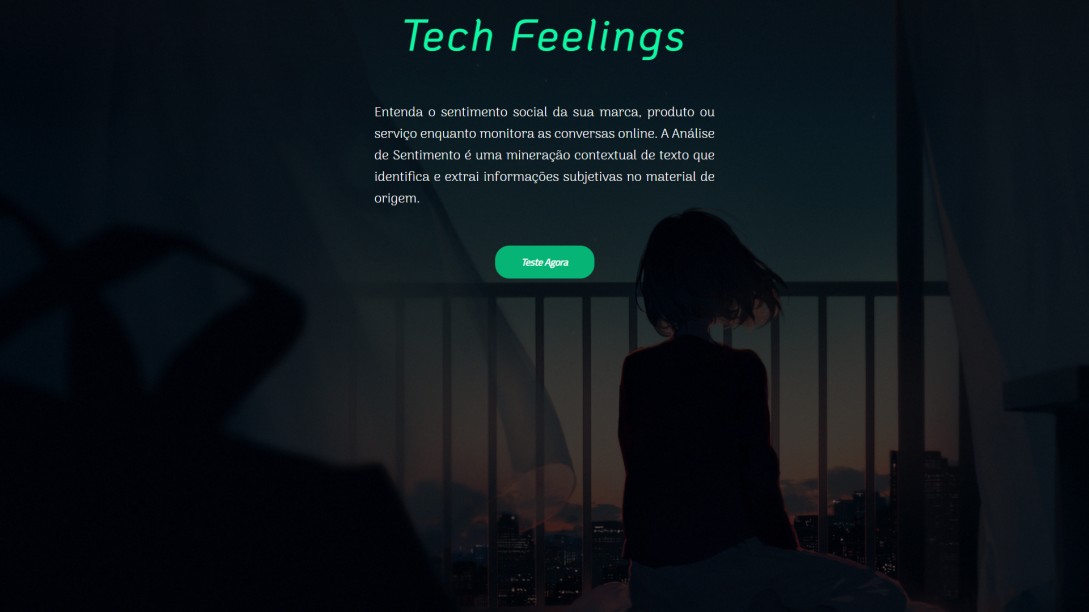 Tech Feelings
Entenda o sentimento social da sua marca, produto ou
serviço enquanto monitora as conversas online. A Análise
de Sentimento é uma mineração contextual de texto que
identifica e extrai informações subjetivas no material de
origem.
Teste Agora